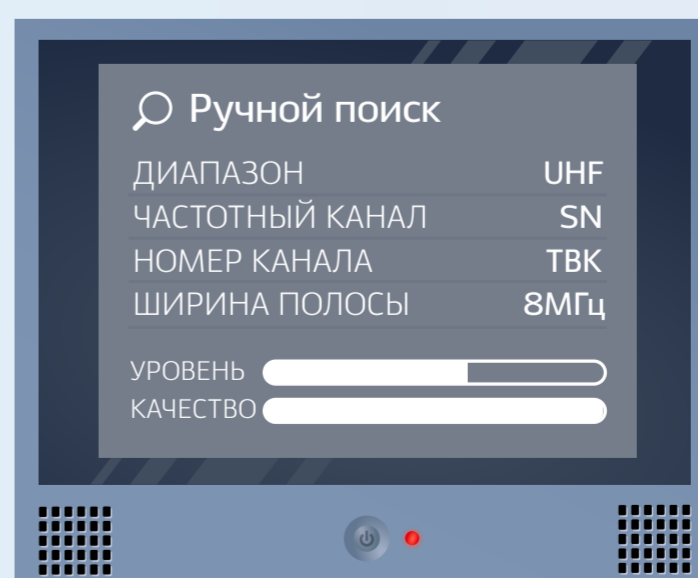 Ручной поиск
ДИАПАЗОН UHF
ЧАСТОТНЫЙ КАНАЛ SN
НОМЕР КАНАЛА ТВК
ШИРИНА ПОЛОСЫ 8МГц
УРОВЕНЬ
КАЧЕСТВО